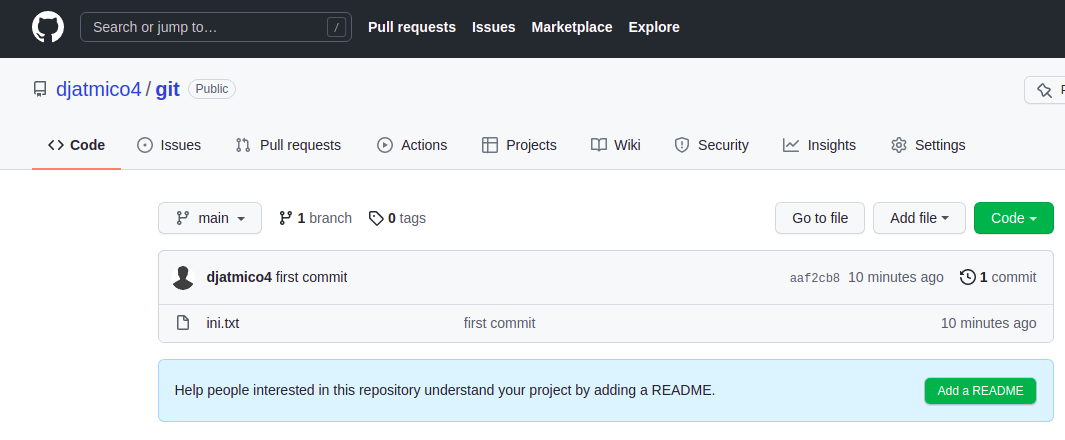 Search or jump to… / Pull requests Issues Marketplace Explore
djatmico4 / git Public
Code Issues Pull requests Actions Projects Wiki Security Insights Settings
main 1 branch 0 tags Go to file Add file Code
djatmico4 first commit aaf2cb8 10 minutes ago 1 commit
ini.txt first commit 10 minutes ago
Help people interested in this repository understand your project by adding a README. Add a README